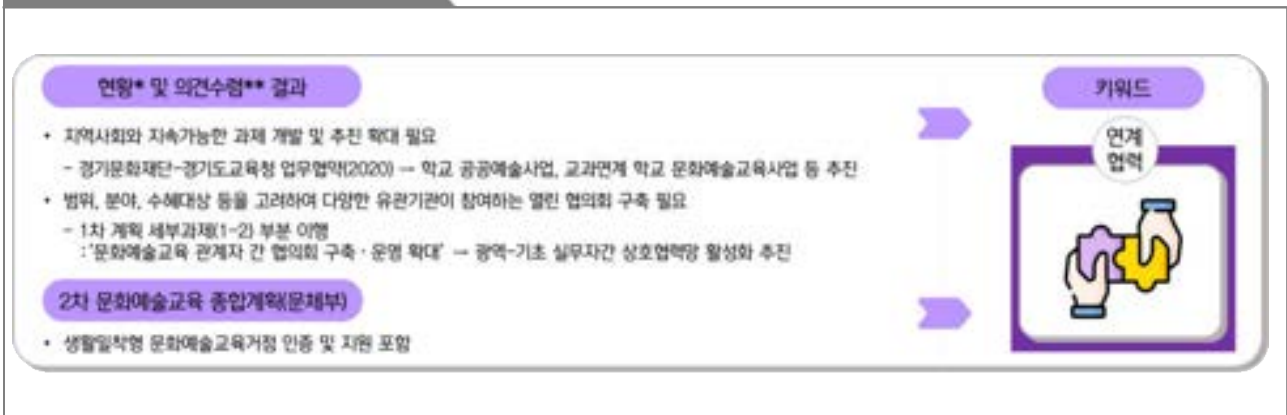 현황* 및 의견수렴** 결과
• 지역사회와 지속가능한 과제 개발 및 추진 확대 필요
- 경기문화재단-경기도교육청 업무협약(2020) → 학교 공공예술사업, 교과연계 학교 문화예술교육사업 등 추진
• 범위, 분야, 수혜대상 등을 고려하여 다양한 유관기관이 참여하는 열린 협의회 구축 필요
- 1차 계획 세부과제(1-2) 부분 이행
:'문화예술교육 관계자 간 협의회 구축·운영 확대' → 광역-기초 실무자간 상호협력망 활성화 추진
2차 문화예술교육 종합계획(문체부)
• 생활밀착형 문화예술교육거점 인증 및 지원 포함
키워드
연계
협력